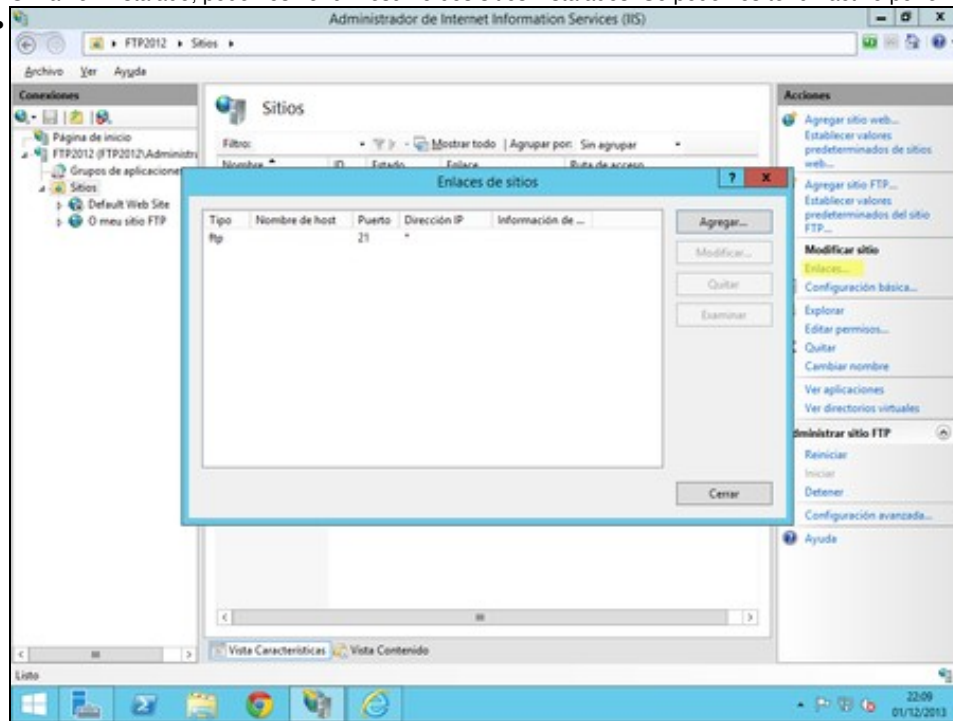 Administrador de Internet Information Services (IIS)
FTP2012 ▸ Sitios ▸
Archivo Ver Ayuda
Conexiones
Página de inicio
FTP2012 (FTP2012\Administr
Grupos de aplicaciones
Sitios
Default Web Site
O meu sitio FTP
Sitios
Filtro: Mostrar todo Agrupar por: Sin agrupar
Nombre ID Estado Enlace Ruta de acceso
Enlaces de sitios
Tipo Nombre de host Puerto Dirección IP Información de ...
ftp 21 *
Agregar...
Modificar...
Quitar
Examinar
Cerrar
Vista Características Vista Contenido
Acciones
Agregar sitio web...
Establecer valores
predeterminados de sitios
web...
Agregar sitio FTP...
Establecer valores
predeterminados del sitio
FTP...
Modificar sitio
Enlaces...
Configuración básica...
Explorar
Editar permisos...
Quitar
Cambiar nombre
Ver aplicaciones
Ver directorios virtuales
dministrar sitio FTP
Reiniciar
Iniciar
Detener
Configuración avanzada...
Ayuda
Listo
22:09
01/12/2013